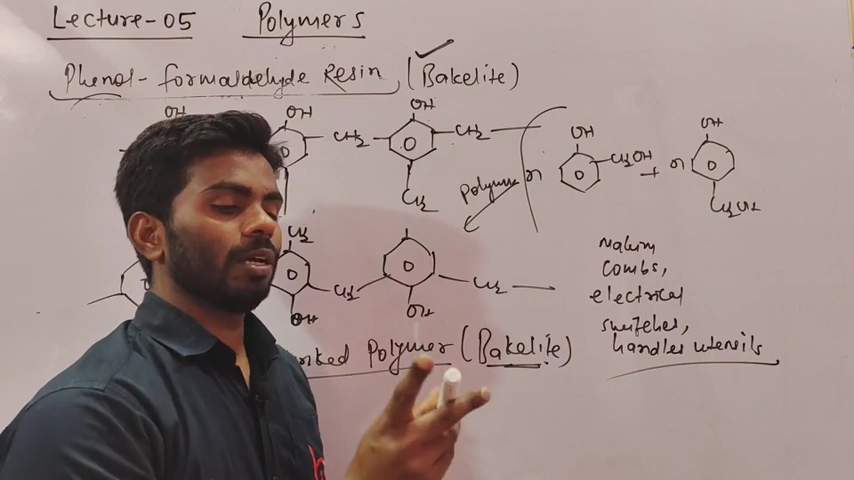 Lecture-05 Polymers
Phenol-formaldehyde Resin (Bakelite)
OH OH OH
CH2 CH2
CH2
OH OH
CH2OH + n
Polymer n
CH2OH
CH2
CH2 CH2
OH OH
Making
Combs,
electrical
switches,
handles utensils
Polymer (Bakelite)